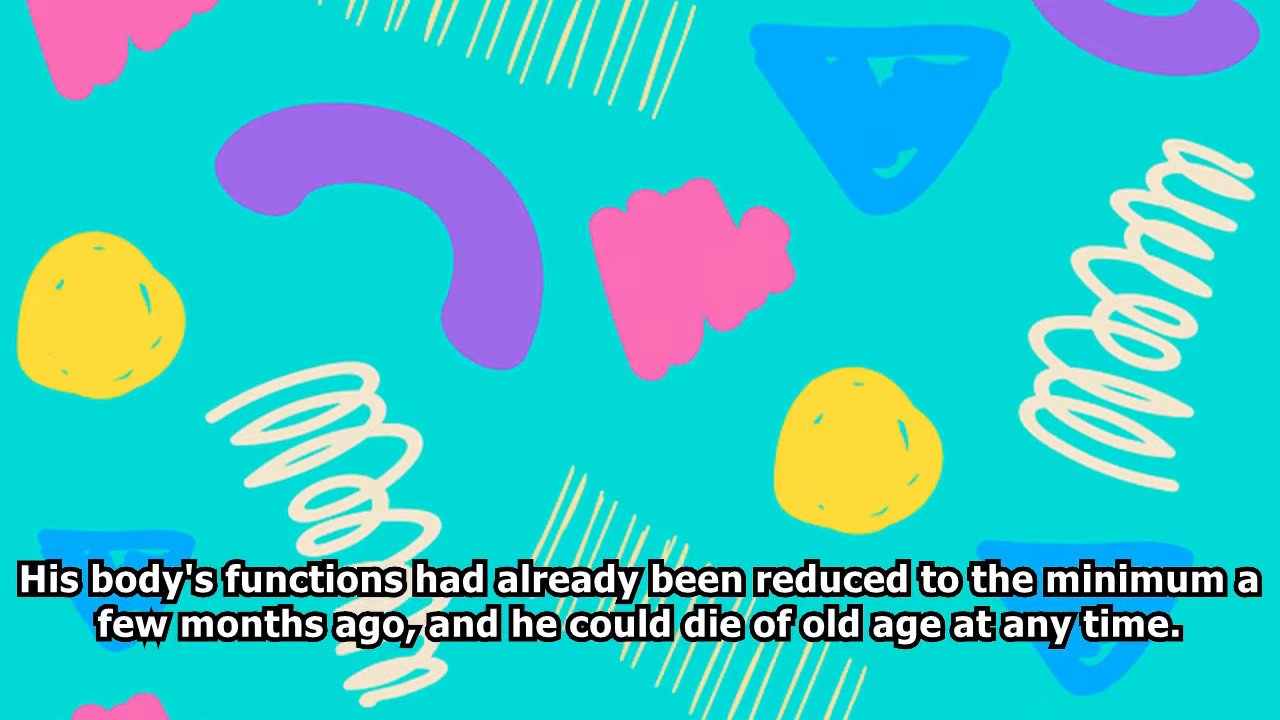 His body's functions had already been reduced to the minimum a
few months ago, and he could die of old age at any time.